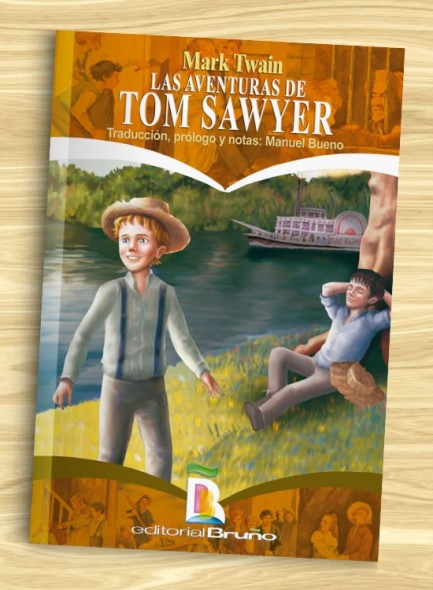 Mark Twain
LAS AVENTURAS DE
TOM SAWYER
Traducción, prólogo y notas: Manuel Bueno
editorial Bruño